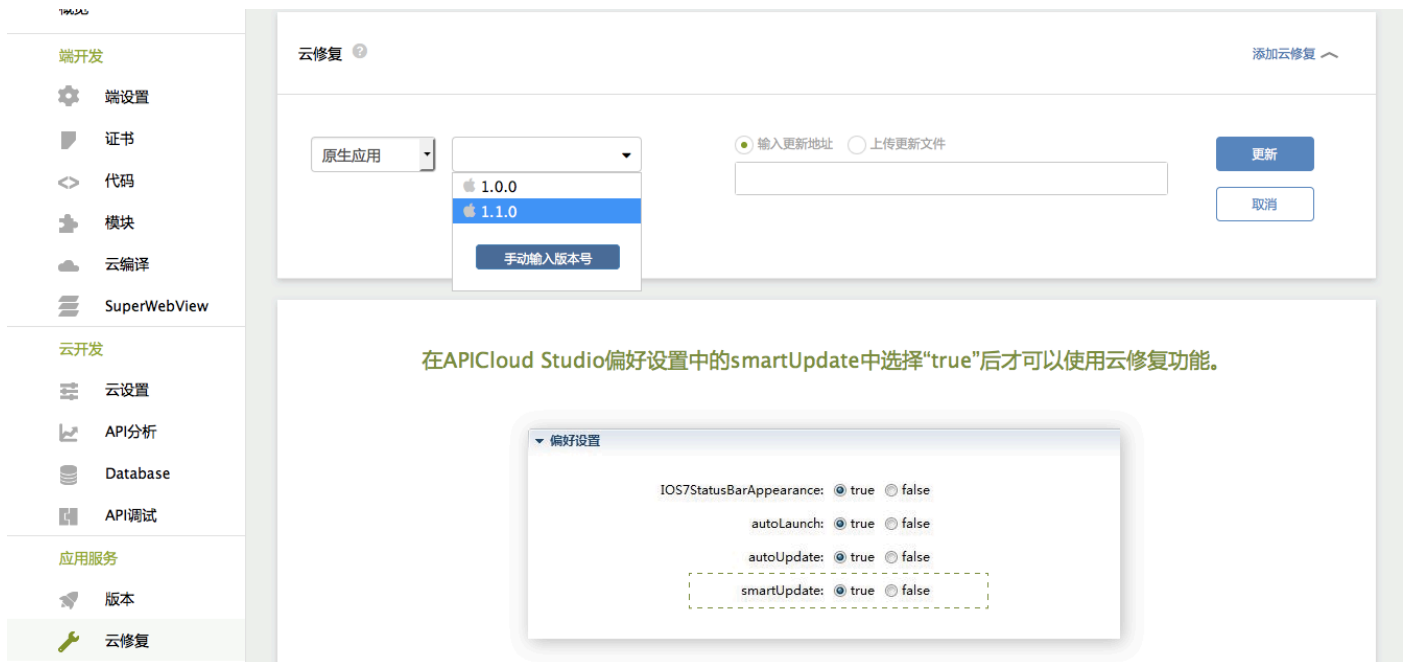 概览
端开发
端设置
证书
代码
模块
云编译
SuperWebView
云开发
云设置
API分析
Database
API调试
应用服务
版本
云修复
云修复 ?
添加云修复
原生应用
1.0.0
1.1.0
手动输入版本号
输入更新地址 上传更新文件
更新
取消
在APICloud Studio偏好设置中的smartUpdate中选择“true”后才可以使用云修复功能。
偏好设置
IOS7StatusBarAppearance: true false
autoLaunch: true false
autoUpdate: true false
smartUpdate: true false